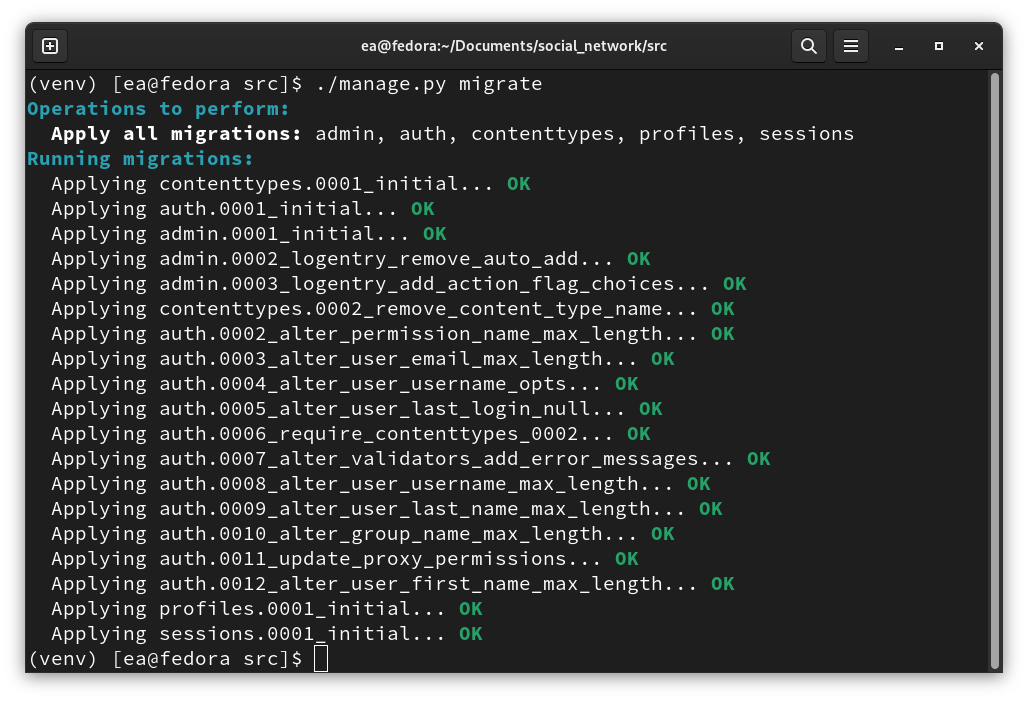 ea@fedora:~/Documents/social_network/src
(venv) [ea@fedora src]$ ./manage.py migrate
Operations to perform:
  Apply all migrations: admin, auth, contenttypes, profiles, sessions
Running migrations:
  Applying contenttypes.0001_initial... OK
  Applying auth.0001_initial... OK
  Applying admin.0001_initial... OK
  Applying admin.0002_logentry_remove_auto_add... OK
  Applying admin.0003_logentry_add_action_flag_choices... OK
  Applying contenttypes.0002_remove_content_type_name... OK
  Applying auth.0002_alter_permission_name_max_length... OK
  Applying auth.0003_alter_user_email_max_length... OK
  Applying auth.0004_alter_user_username_opts... OK
  Applying auth.0005_alter_user_last_login_null... OK
  Applying auth.0006_require_contenttypes_0002... OK
  Applying auth.0007_alter_validators_add_error_messages... OK
  Applying auth.0008_alter_user_username_max_length... OK
  Applying auth.0009_alter_user_last_name_max_length... OK
  Applying auth.0010_alter_group_name_max_length... OK
  Applying auth.0011_update_proxy_permissions... OK
  Applying auth.0012_alter_user_first_name_max_length... OK
  Applying profiles.0001_initial... OK
  Applying sessions.0001_initial... OK
(venv) [ea@fedora src]$